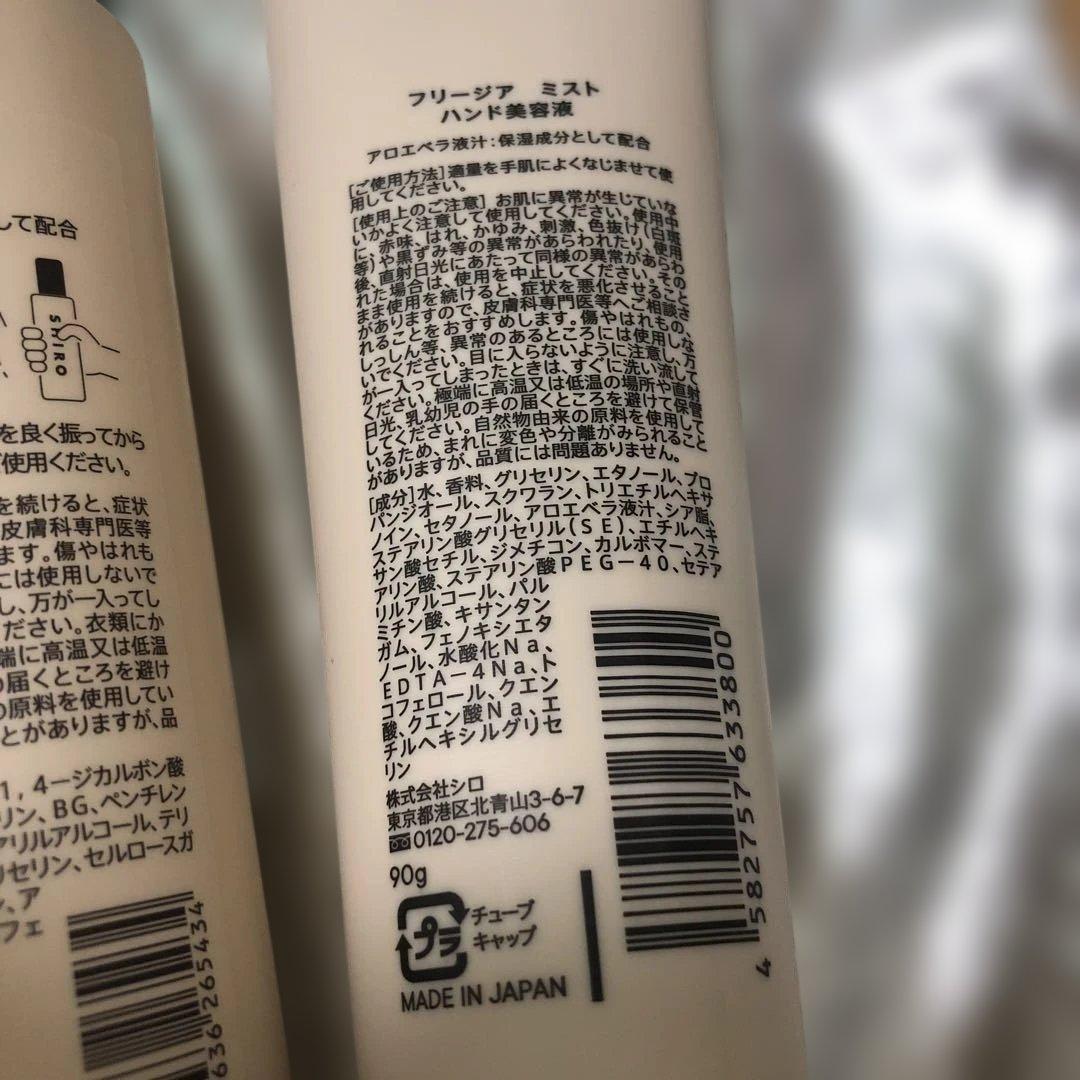 して配合
SHIRO
を良く振ってから
ご使用ください。
を続けると、症状
皮膚科専門医等
ます。傷やはれも
には使用しないで
し、万が一入ってし
ださい。衣類にか
端に高温又は低温
の届くところを避け
の原料を使用してい
とがありますが、品
1,4-ジカルボン酸
リン、BG、ペンチレン
アリルアルコール、テリ
リセリン、セルロースガ
、ア
フェ
636265434
フリージア ミスト
ハンド美容液
アロエベラ液汁:保湿成分として配合
[ご使用方法]適量を手肌によくなじませて使
用してください。
[使用上のご注意] お肌に異常が生じていな
いかよく注意して使用してください。使用中
に、赤味、はれ、かゆみ、刺激、色抜け(白斑
等)や黒ずみ等の異常があらわれたり、使用
後、直射日光にあたって同様の異常があらわ
れた場合は、使用を中止してください。その
まま使用を続けると、症状を悪化させること
がありますので、皮膚科専門医等へご相談さ
れることをおすすめします。傷やはれもの、
しっしん等、異常のあるところには使用しな
いでください。目に入らないように注意し、万
が一入ってしまったときは、すぐに洗い流して
ください。極端に高温又は低温の場所や直射
日光、乳幼児の手の届くところを避けて保管
してください。自然物由来の原料を使用して
いるため、まれに変色や分離がみられること
がありますが、品質には問題ありません。
[成分]水、香料、グリセリン、エタノール、プロ
パンジオール、スクワラン、トリエチルヘキサ
ノイン、セタノール、アロエベラ液汁、シア脂、
ステアリン酸グリセリル(SE)、エチルヘキ
サン酸セチル、ジメチコン、カルボマー、ステ
アリン酸、ステアリン酸PEG-40、セテア
リルアルコール、パル
ミチン酸、キサンタン
ガム、フェノキシエタ
ノール、水酸化Na、
EDTA-4Na、ト
コフェロール、クエン
酸、クエン酸Na、エ
チルヘキシルグリセ
リン
株式会社シロ
東京都港区北青山3-6-7
0120-275-606
90g
プラ
チューブ
キャップ
MADE IN JAPAN
4 582757 633800